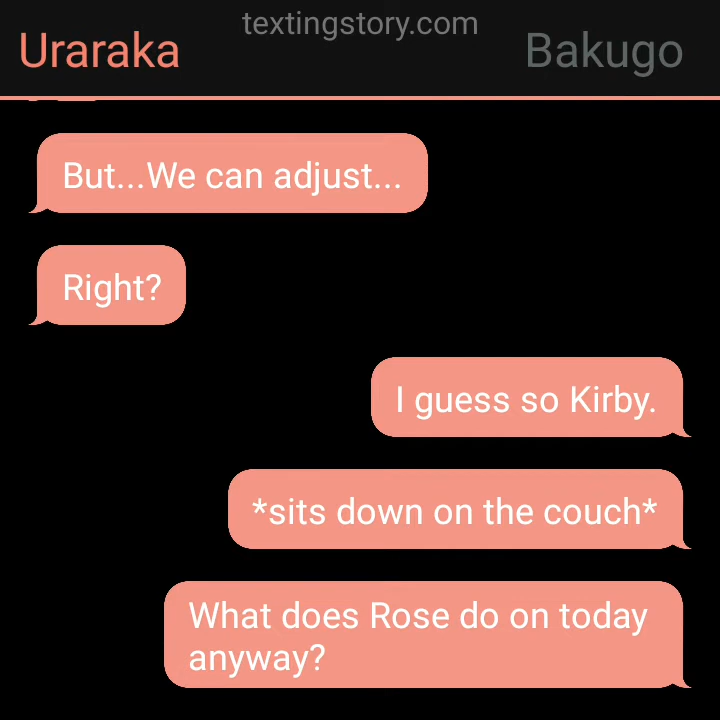 textingstory.com
Uraraka
Bakugo
But...We can adjust...
Right?
I guess so Kirby.
*sits down on the couch*
What does Rose do on today
anyway?